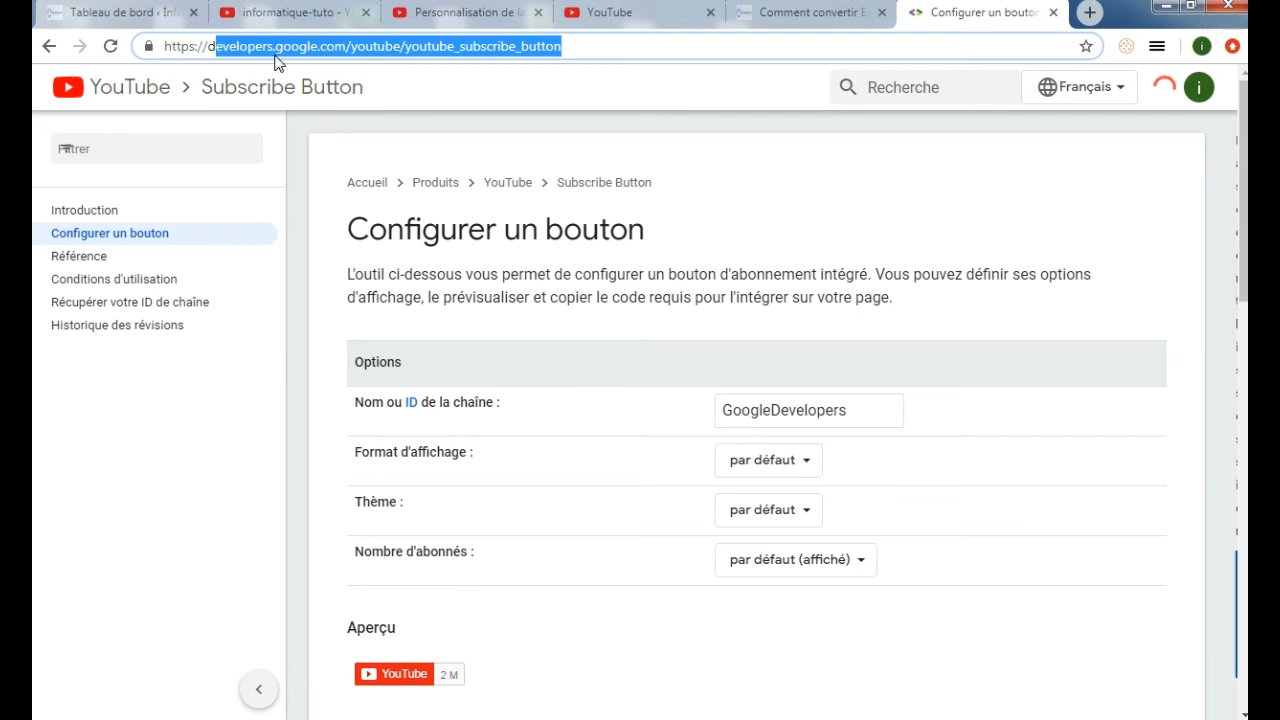 Tableau de bord ‹ Inf
informatique-tuto - Y
Personnalisation de la
YouTube
Comment convertir E
Configurer un bouton
https://developers.google.com/youtube/youtube_subscribe_button
i
YouTube > Subscribe Button
Recherche
Français
i
Filtrer
Introduction
Configurer un bouton
Référence
Conditions d'utilisation
Récupérer votre ID de chaîne
Historique des révisions
Accueil > Produits > YouTube > Subscribe Button
Configurer un bouton
L'outil ci-dessous vous permet de configurer un bouton d'abonnement intégré. Vous pouvez définir ses options
d'affichage, le prévisualiser et copier le code requis pour l'intégrer sur votre page.
Options
Nom ou ID de la chaîne :
GoogleDevelopers
Format d'affichage :
par défaut
Thème :
par défaut
Nombre d'abonnés :
par défaut (affiché)
Aperçu
YouTube 2 M